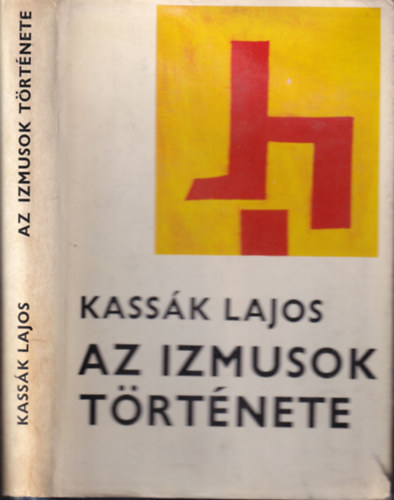 KASSÁK LAJOS AZ IZMUSOK TÖRTÉNETE
KASSÁK LAJOS
AZ IZMUSOK
TÖRTÉNETE